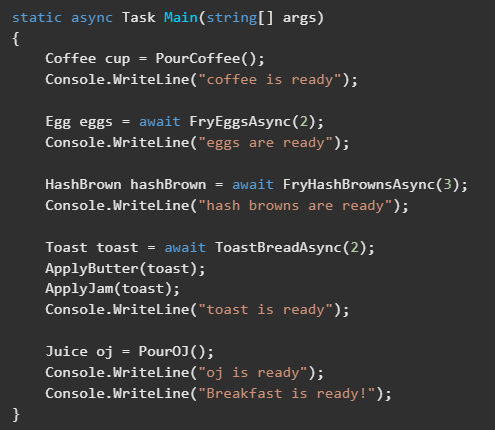 static async Task Main(string[] args)
{
    Coffee cup = PourCoffee();
    Console.WriteLine("coffee is ready");

    Egg eggs = await FryEggsAsync(2);
    Console.WriteLine("eggs are ready");

    HashBrown hashBrown = await FryHashBrownsAsync(3);
    Console.WriteLine("hash browns are ready");

    Toast toast = await ToastBreadAsync(2);
    ApplyButter(toast);
    ApplyJam(toast);
    Console.WriteLine("toast is ready");

    Juice oj = PourOJ();
    Console.WriteLine("oj is ready");
    Console.WriteLine("Breakfast is ready!");
}